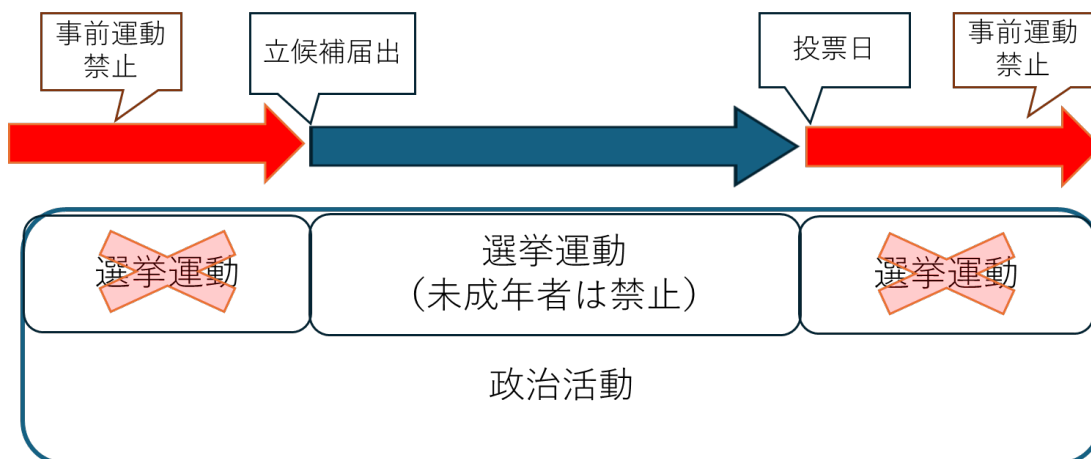 事前運動
禁止
立候補届出
投票日
事前運動
禁止
選挙運動
選挙運動
（未成年者は禁止）
選挙運動
政治活動